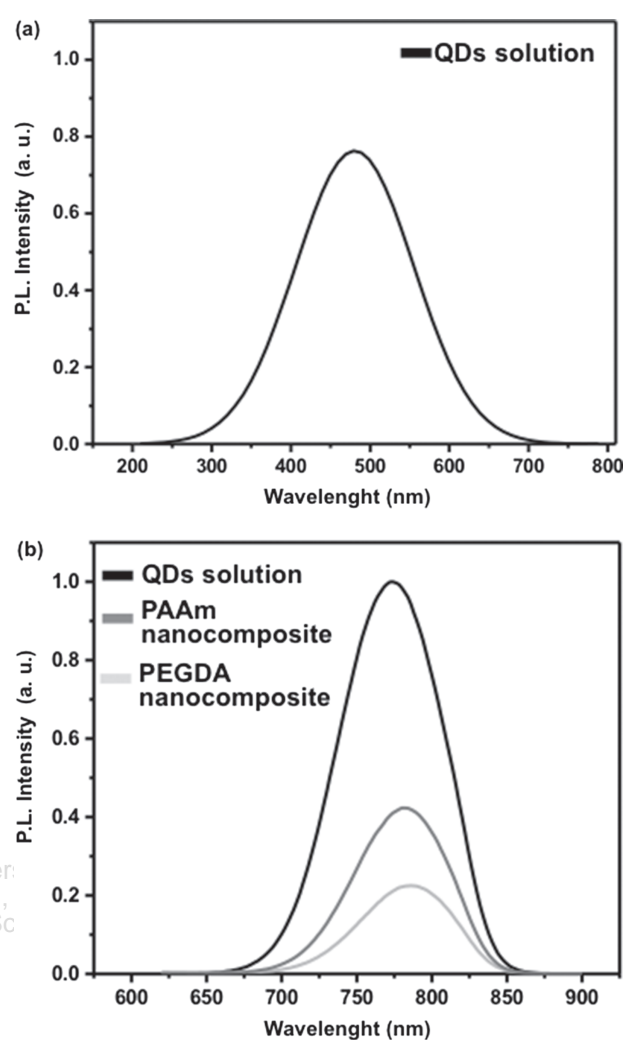 (a)
QDs solution
1.0
0.8
0.6
0.4
0.2
0.0
P.L. Intensity (a. u.)
200 300 400 500 600 700 800
Wavelenght (nm)
(b)
QDs solution
PAAm
nanocomposite
PEGDA
nanocomposite
1.0
0.8
0.6
0.4
0.2
0.0
P.L. Intensity (a. u.)
600 650 700 750 800 850 900
Wavelenght (nm)